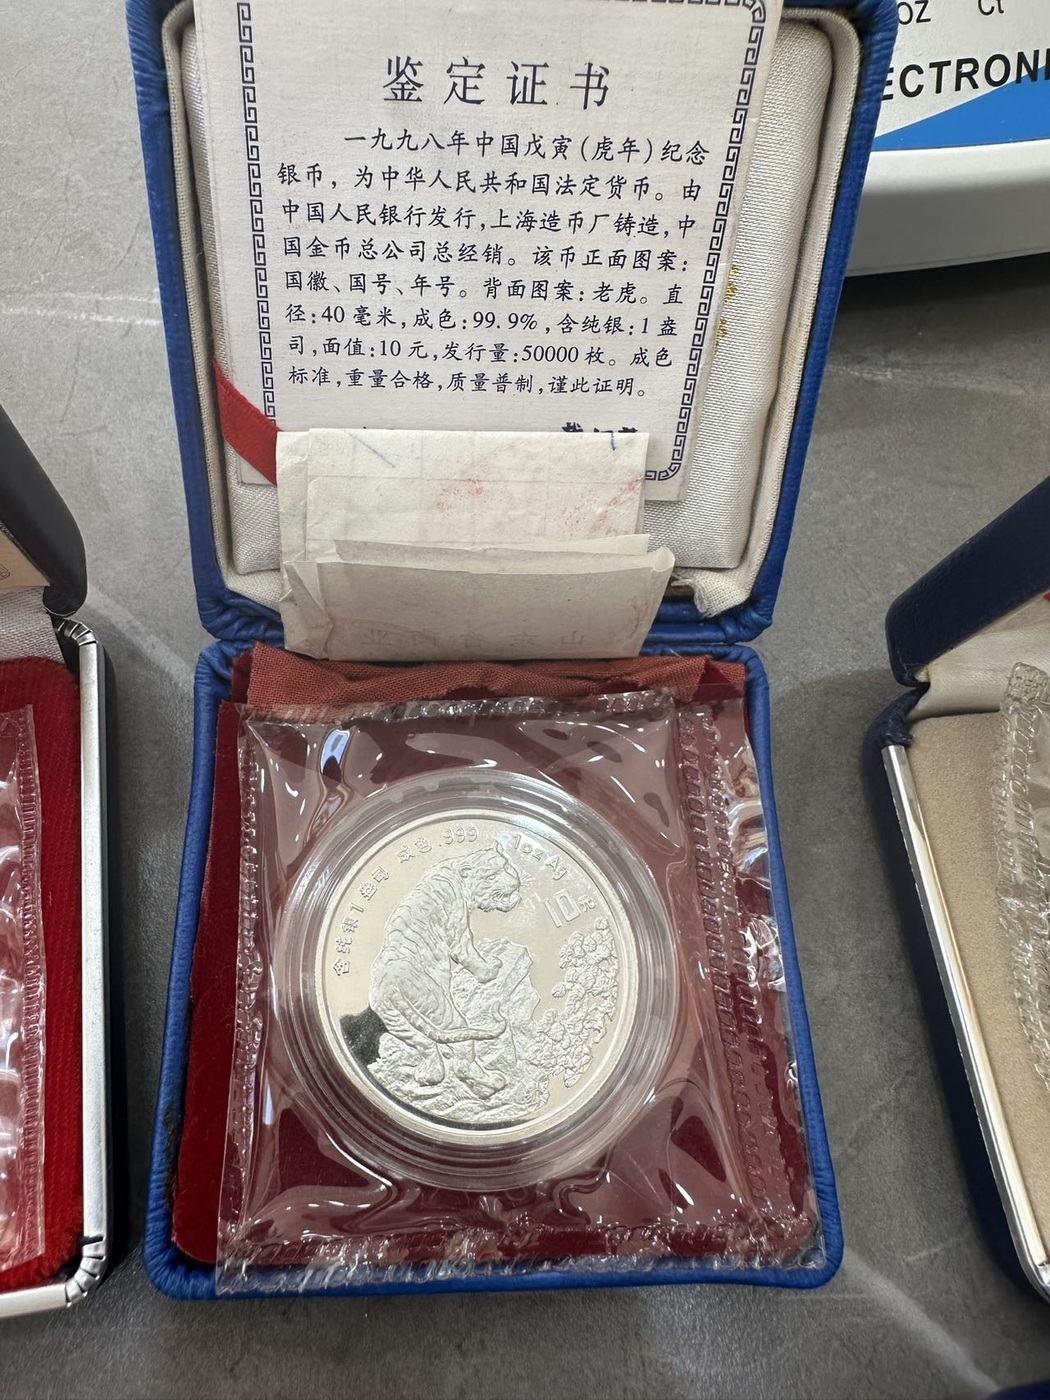 oz ct
ECTRONI
鉴定证书
一九九八年中国戊寅(虎年)纪念
银币，为中华人民共和国法定货币。由
中国人民银行发行,上海造币厂铸造,中
国金币总公司总经销。该币正面图案:
国徽、国号、年号。背面图案:老虎。直
径:40毫米,成色:99.9%,含纯银:1盎
司,面值:10元,发行量:50000枚。成色
标准,重量合格,质量普制,谨此证明。
含纯银1盎司 成色.999 1oz Ag
10元